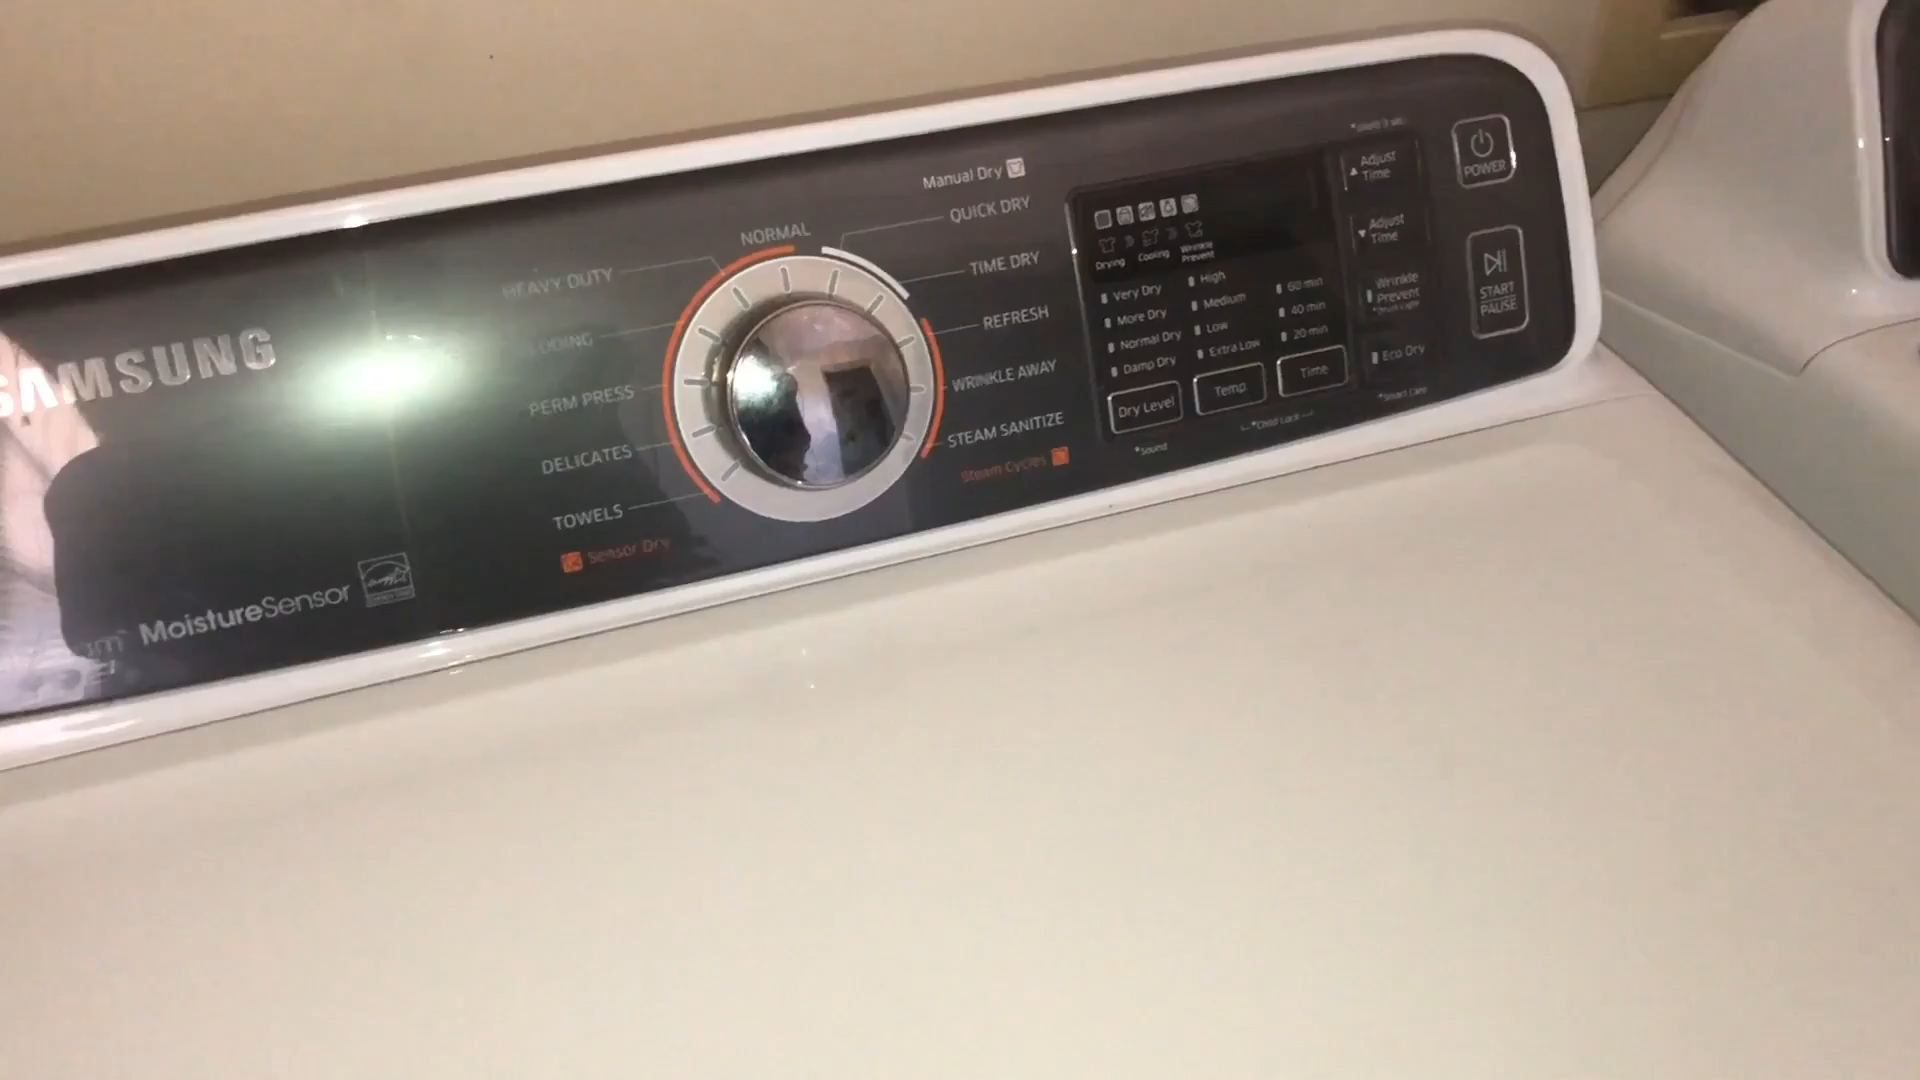 SAMSUNG
MoistureSensor
NORMAL
HEAVY DUTY
PERM PRESS
DELICATES
TOWELS
Sensor Dry
Manual Dry
QUICK DRY
TIME DRY
REFRESH
WRINKLE AWAY
STEAM SANITIZE
Steam Cycles
Drying
Cooling
Wrinkle
Prevent
Very Dry
More Dry
Normal Dry
Damp Dry
Dry Level
*Sound
High
Medium
Low
Extra Low
Temp
*Child Lock
60 min
40 min
20 min
Time
Adjust
Time
Adjust
Time
Wrinkle
Prevent
Eco Dry
*Smart Care
POWER
START
PAUSE